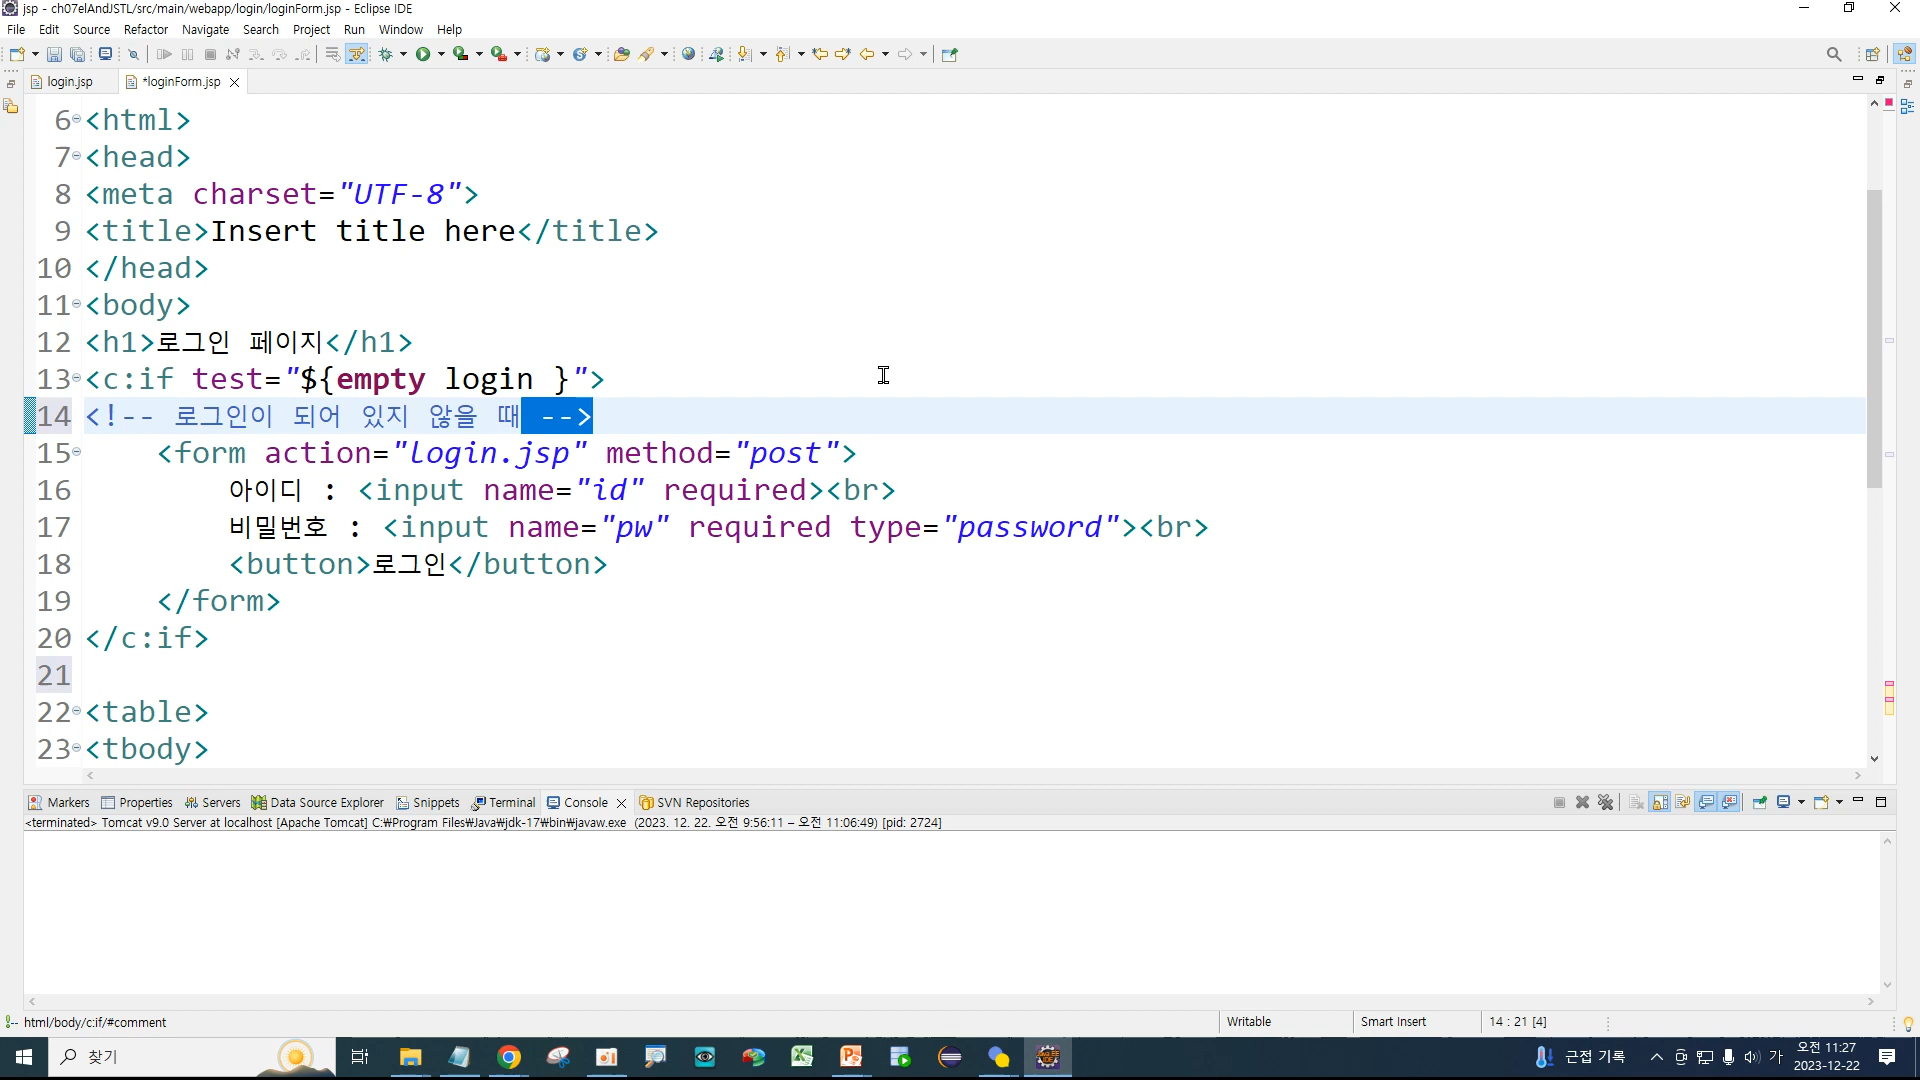 jsp - ch07elAndJSTL/src/main/webapp/login/loginForm.jsp - Eclipse IDE
File Edit Source Refactor Navigate Search Project Run Window Help
login.jsp *loginForm.jsp
6 <html>
7 <head>
8 <meta charset="UTF-8">
9 <title>Insert title here</title>
10 </head>
11 <body>
12 <h1>로그인 페이지</h1>
13 <c:if test="${empty login }">
14 <!-- 로그인이 되어 있지 않을 때 -->
15 <form action="login.jsp" method="post">
16 아이디 : <input name="id" required><br>
17 비밀번호 : <input name="pw" required type="password"><br>
18 <button>로그인</button>
19 </form>
20 </c:if>
21
22 <table>
23 <tbody>
Markers Properties Servers Data Source Explorer Snippets Terminal Console SVN Repositories
<terminated> Tomcat v9.0 Server at localhost [Apache Tomcat] C:₩Program Files₩Java₩jdk-17₩bin₩javaw.exe (2023. 12. 22. 오전 9:56:11 – 오전 11:06:49) [pid: 2724]
html/body/c:if/#comment Writable Smart Insert 14 : 21 [4]
찾기 근접 기록 가 오전 11:27
2023-12-22